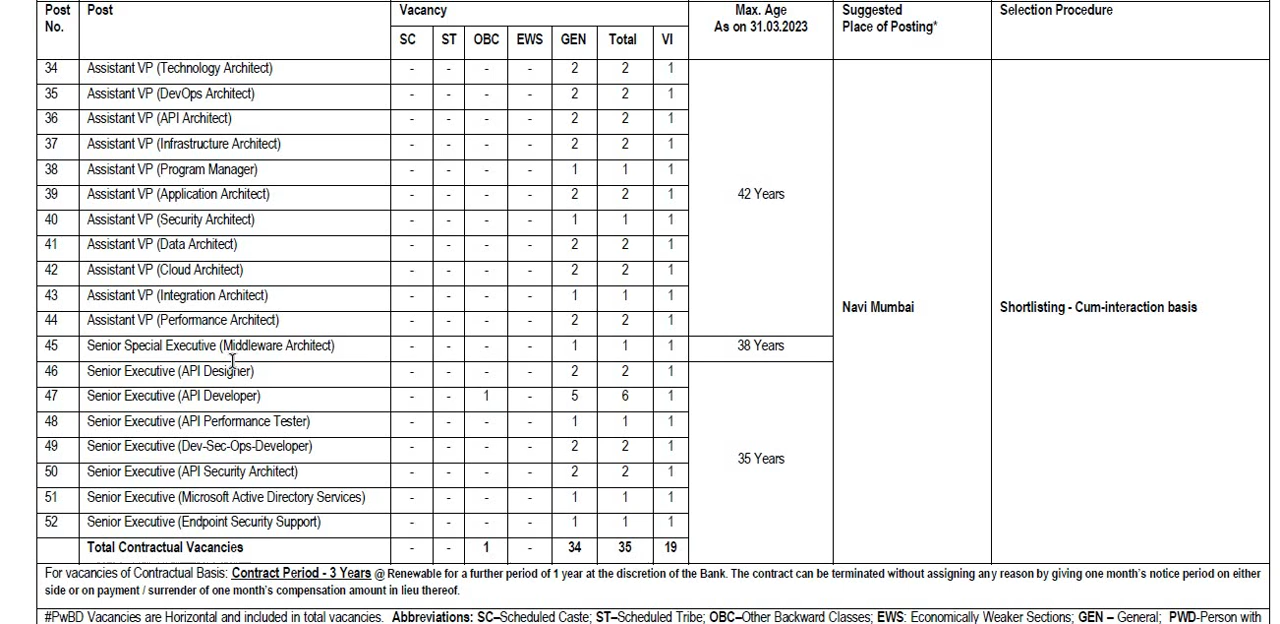 Post No. Post Vacancy Max. Age As on 31.03.2023 Suggested Place of Posting* Selection Procedure
SC ST OBC EWS GEN Total VI
34 Assistant VP (Technology Architect) - - - - 2 2 1
35 Assistant VP (DevOps Architect) - - - - 2 2 1
36 Assistant VP (API Architect) - - - - 2 2 1
37 Assistant VP (Infrastructure Architect) - - - - 2 2 1
38 Assistant VP (Program Manager) - - - - 1 1 1
39 Assistant VP (Application Architect) - - - - 2 2 1 42 Years
40 Assistant VP (Security Architect) - - - - 1 1 1
41 Assistant VP (Data Architect) - - - - 2 2 1
42 Assistant VP (Cloud Architect) - - - - 2 2 1
43 Assistant VP (Integration Architect) - - - - 1 1 1 Navi Mumbai Shortlisting - Cum-interaction basis
44 Assistant VP (Performance Architect) - - - - 2 2 1
45 Senior Special Executive (Middleware Architect) - - - - 1 1 1 38 Years
46 Senior Executive (API Designer) - - - - 2 2 1
47 Senior Executive (API Developer) - - 1 - 5 6 1
48 Senior Executive (API Performance Tester) - - - - 1 1 1
49 Senior Executive (Dev-Sec-Ops-Developer) - - - - 2 2 1 35 Years
50 Senior Executive (API Security Architect) - - - - 2 2 1
51 Senior Executive (Microsoft Active Directory Services) - - - - 1 1 1
52 Senior Executive (Endpoint Security Support) - - - - 1 1 1
Total Contractual Vacancies - - 1 - 34 35 19
For vacancies of Contractual Basis: Contract Period - 3 Years @ Renewable for a further period of 1 year at the discretion of the Bank. The contract can be terminated without assigning any reason by giving one month's notice period on either
side or on payment / surrender of one month's compensation amount in lieu thereof.
#PwBD Vacancies are Horizontal and included in total vacancies. Abbreviations: SC–Scheduled Caste; ST–Scheduled Tribe; OBC–Other Backward Classes; EWS: Economically Weaker Sections; GEN – General; PWD-Person with